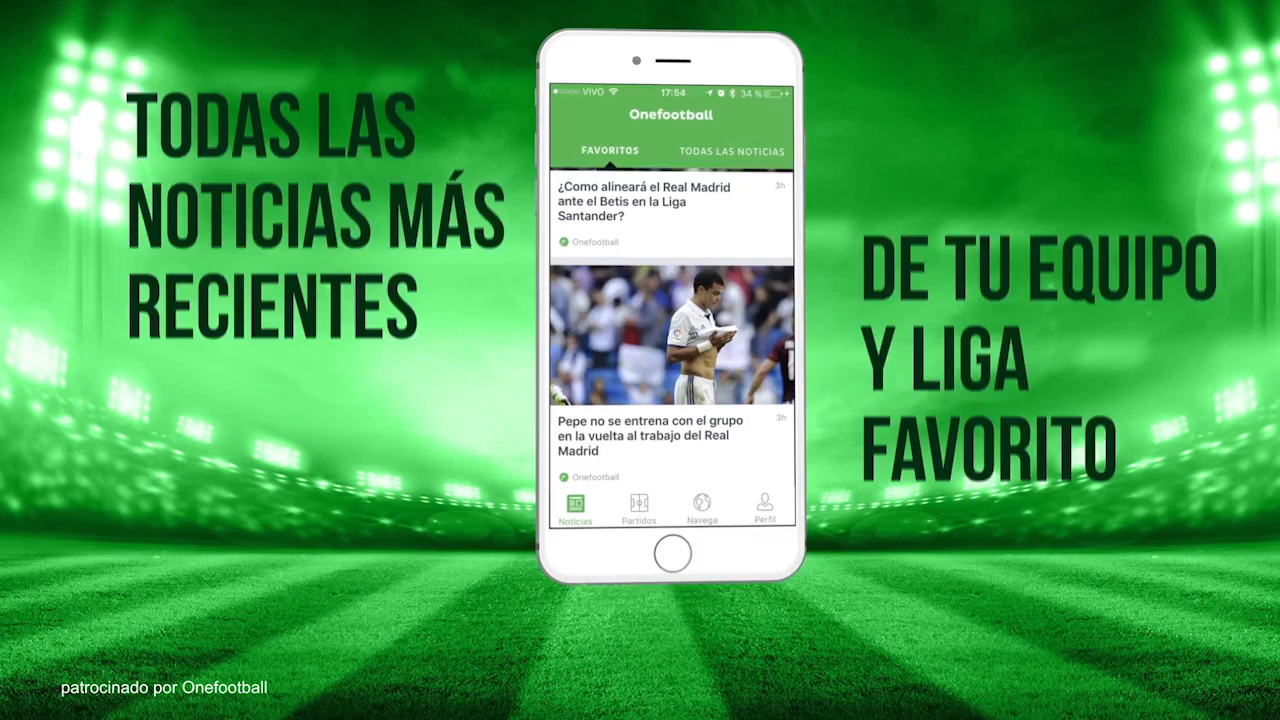 TODAS LAS
NOTICIAS MÁS
RECIENTES
VIVO 17:54 34 %
Onefootball
FAVORITOS TODAS LAS NOTICIAS
¿Como alineará el Real Madrid 3h
ante el Betis en la Liga
Santander?
Onefootball
Pepe no se entrena con el grupo 3h
en la vuelta al trabajo del Real
Madrid
Onefootball
Noticias Partidos Navega Perfil
DE TU EQUIPO
Y LIGA
FAVORITO
patrocinado por Onefootball